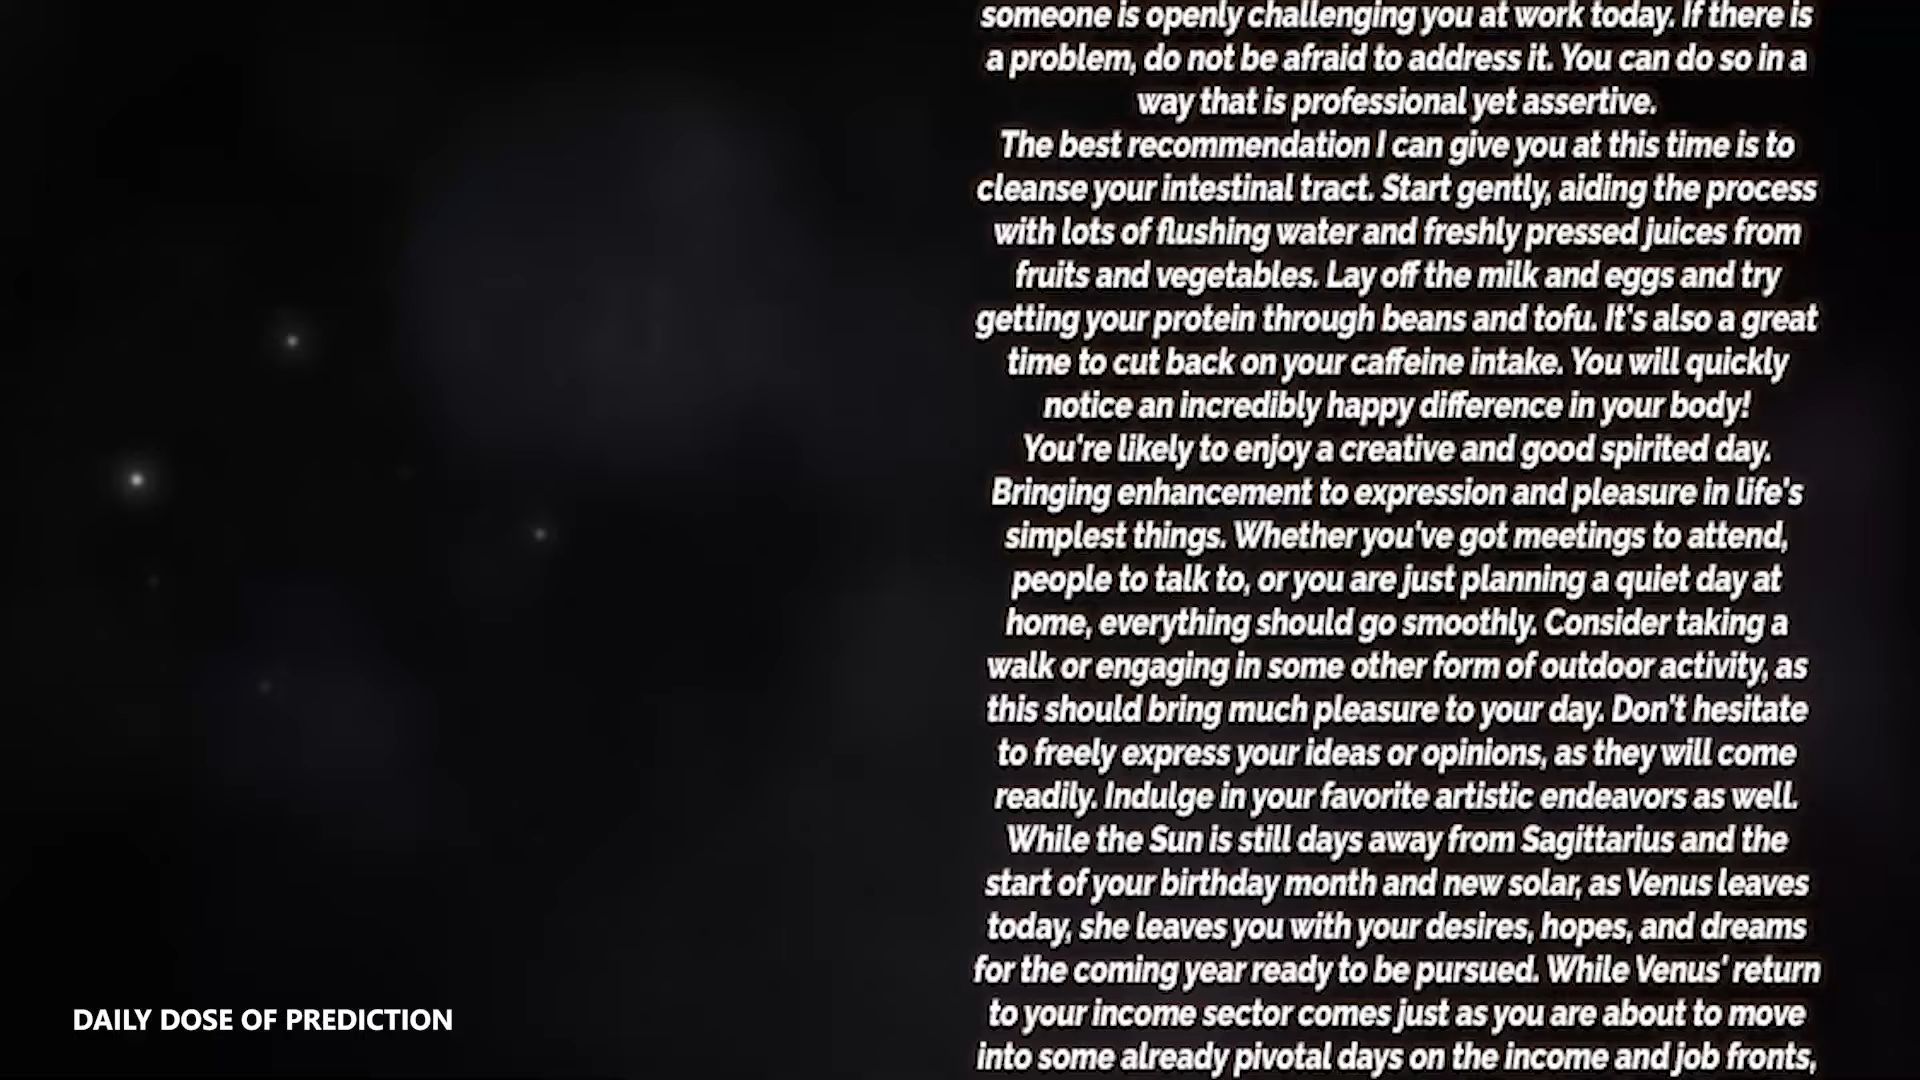 someone is openly challenging you at work today. If there is
a problem, do not be afraid to address it. You can do so in a
way that is professional yet assertive.
The best recommendation I can give you at this time is to
cleanse your intestinal tract. Start gently, aiding the process
with lots of flushing water and freshly pressed juices from
fruits and vegetables. Lay off the milk and eggs and try
getting your protein through beans and tofu. It's also a great
time to cut back on your caffeine intake. You will quickly
notice an incredibly happy difference in your body!
You're likely to enjoy a creative and good spirited day.
Bringing enhancement to expression and pleasure in life's
simplest things. Whether you've got meetings to attend,
people to talk to, or you are just planning a quiet day at
home, everything should go smoothly. Consider taking a
walk or engaging in some other form of outdoor activity, as
this should bring much pleasure to your day. Don't hesitate
to freely express your ideas or opinions, as they will come
readily. Indulge in your favorite artistic endeavors as well.
While the Sun is still days away from Sagittarius and the
start of your birthday month and new solar, as Venus leaves
today, she leaves you with your desires, hopes, and dreams
for the coming year ready to be pursued. While Venus' return
to your income sector comes just as you are about to move
into some already pivotal days on the income and job fronts,
DAILY DOSE OF PREDICTION